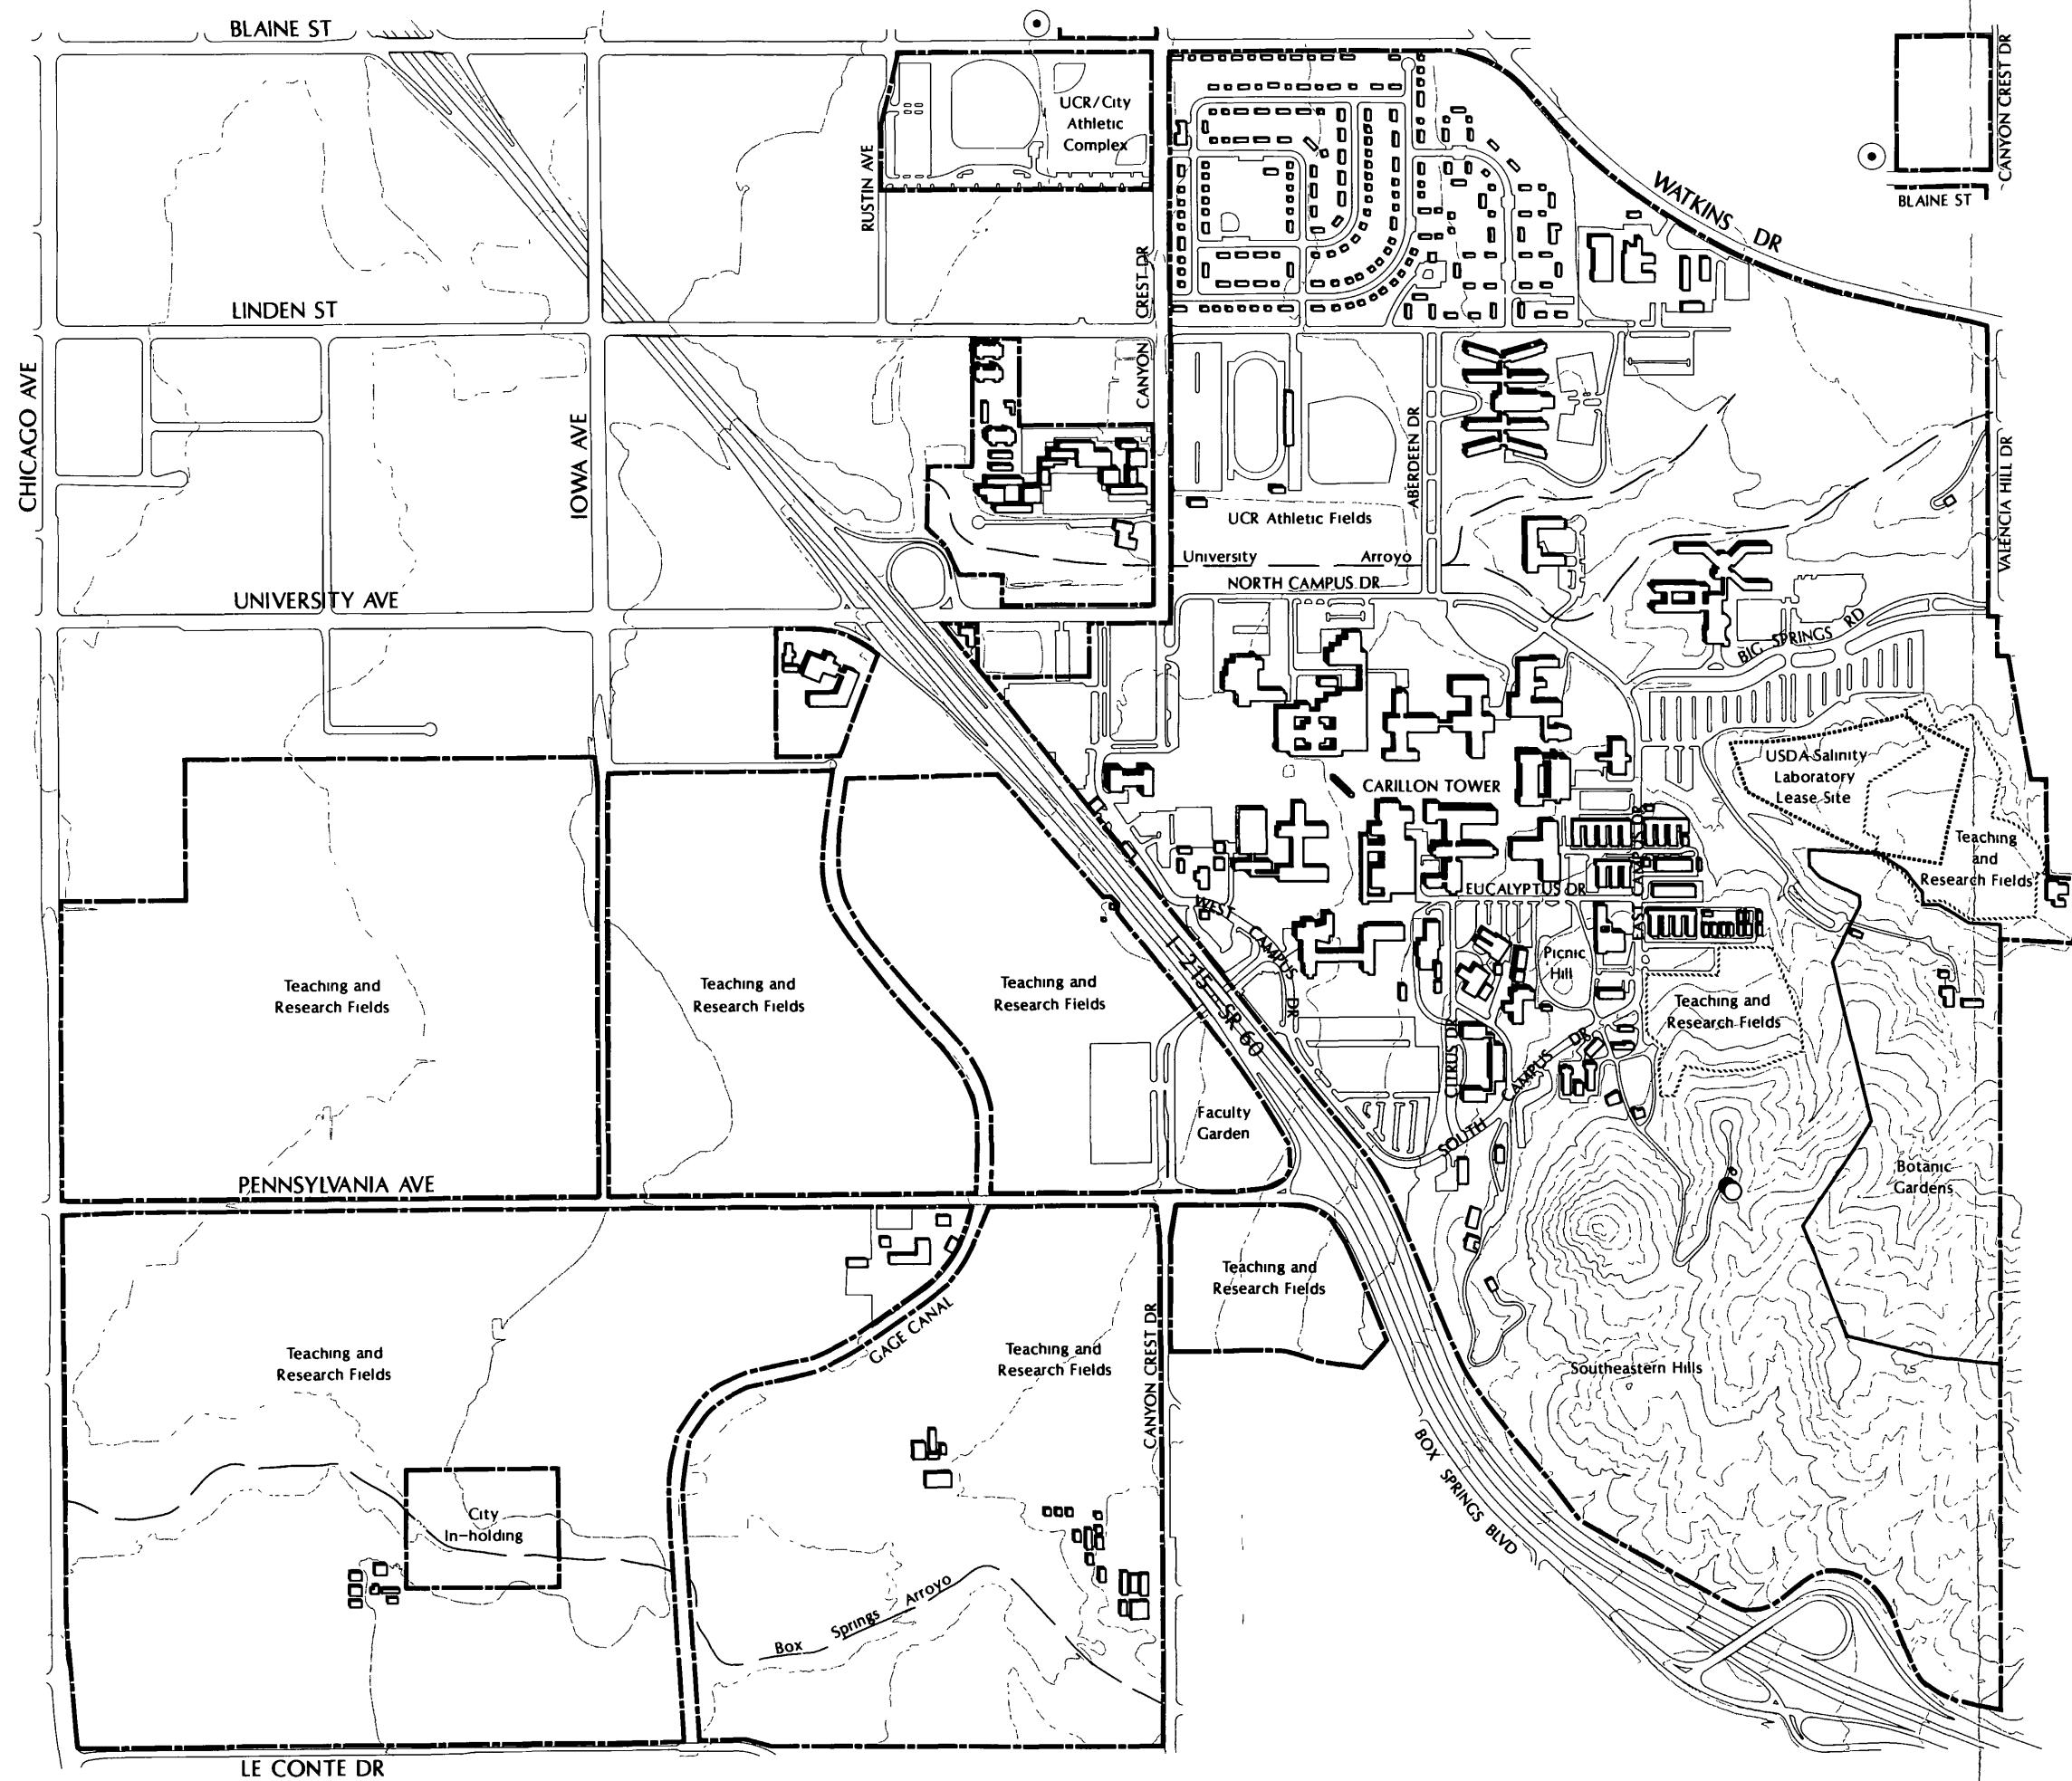 BLAINE ST
CANYON CREST DR
UCR/City
Athletic
Complex
RUSTIN AVE
WATKINS DR
BLAINE ST
CANYON CREST DR
LINDEN ST
CHICAGO AVE
IOWA AVE
ABERDEEN DR
VALENCIA HILL DR
UCR Athletic Fields
University Arroyo
NORTH CAMPUS DR
UNIVERSITY AVE
BIG SPRINGS RD
USDA Salinity
Laboratory
Lease Site
CARILLON TOWER
Teaching
and
Research Fields
EUCALYPTUS DR
EAST CAMPUS DR
WEST CAMPUS DR
I-215 - SR 60
Picnic
Hill
Teaching and
Research Fields
Teaching and
Research Fields
Teaching and
Research Fields
Teaching and
Research Fields
CITRUS DR
SOUTH CAMPUS DR
Faculty
Garden
PENNSYLVANIA AVE
Botanic
Gardens
Teaching and
Research Fields
GAGE CANAL
Teaching and
Research Fields
Teaching and
Research Fields
CANYON CREST DR
Southeastern Hills
BOX SPRINGS BLVD
City
In-holding
Box Springs Arroyo
LE CONTE DR